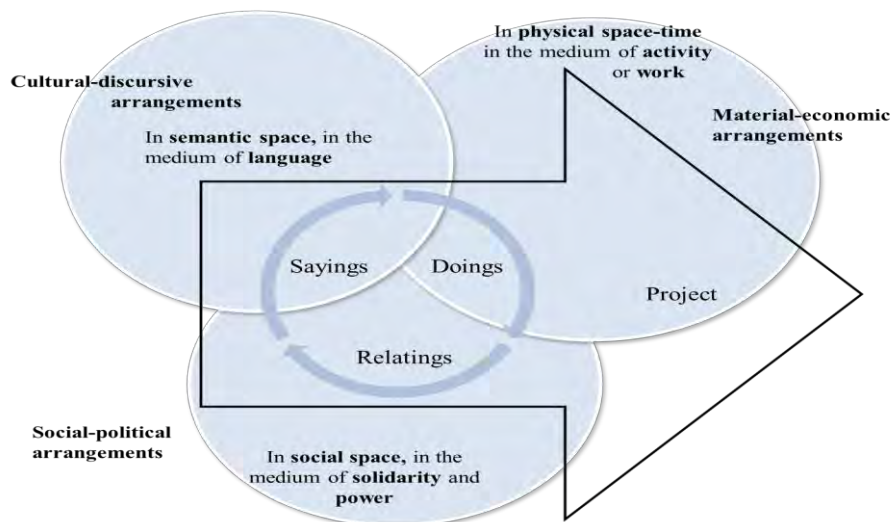 In physical space-time
in the medium of activity
or work
Cultural-discursive
arrangements
Material-economic
arrangements
In semantic space, in the
medium of language
Sayings
Doings
Project
Relatings
Social-political
arrangements
In social space, in the
medium of solidarity and
power